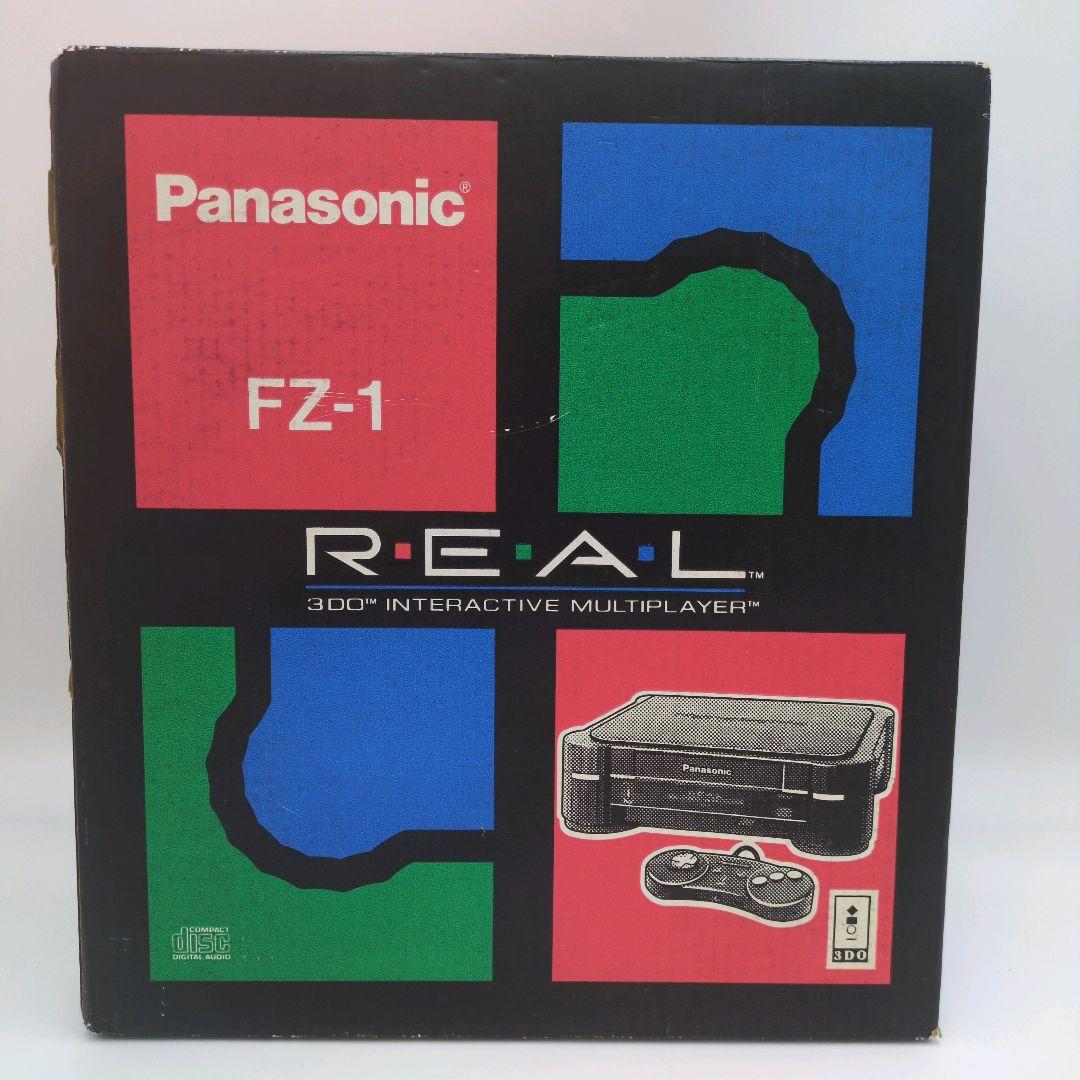 Panasonic®
FZ-1
R·E·A·L™
3DO™ INTERACTIVE MULTIPLAYER™
Panasonic
COMPACT
disc
DIGITAL AUDIO
3DO